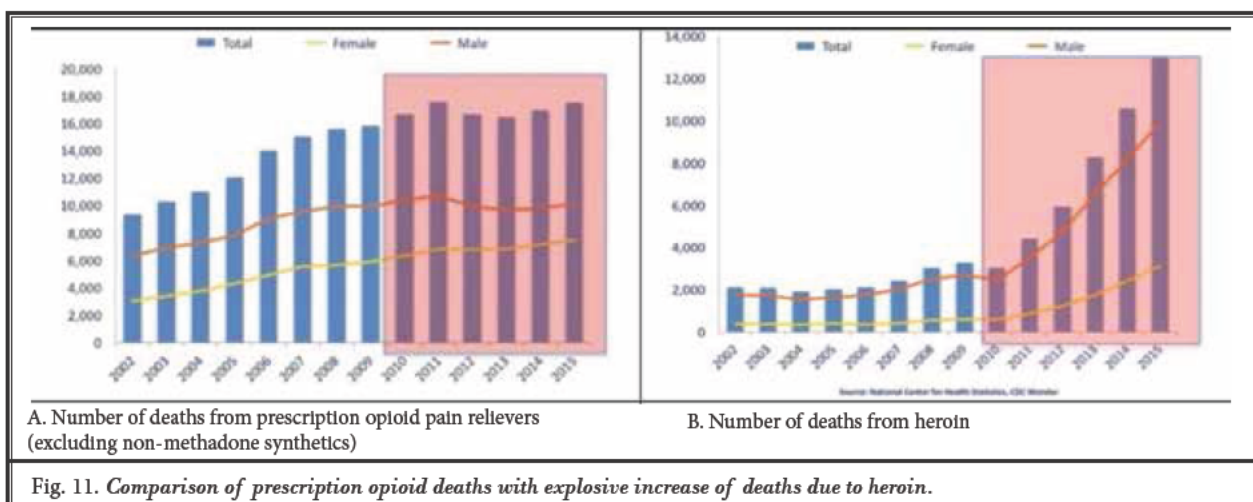 Total Female Male
20,000
18,000
16,000
14,000
12,000
10,000
8,000
6,000
4,000
2,000
0
2002 2003 2004 2005 2006 2007 2008 2009 2010 2011 2012 2013 2014 2015
A. Number of deaths from prescription opioid pain relievers
(excluding non-methadone synthetics)
Total Female Male
14,000
12,000
10,000
8,000
6,000
4,000
2,000
0
2002 2003 2004 2005 2006 2007 2008 2009 2010 2011 2012 2013 2014 2015
Source: National Center for Health Statistics, CDC Wonder
B. Number of deaths from heroin
Fig. 11. Comparison of prescription opioid deaths with explosive increase of deaths due to heroin.